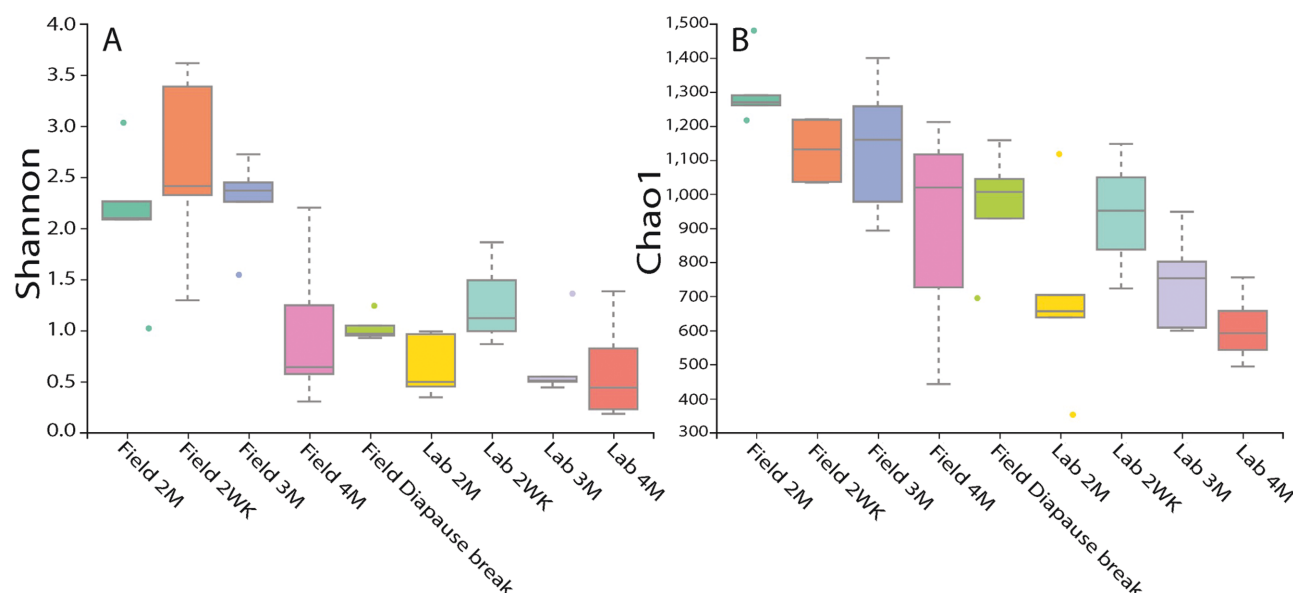 A
Shannon
4.0
3.5
3.0
2.5
2.0
1.5
1.0
0.5
0.0
Field 2M
Field 2WK
Field 3M
Field 4M
Field Diapause break
Lab 2M
Lab 2WK
Lab 3M
Lab 4M
B
Chao1
1,500
1,400
1,300
1,200
1,100
1,000
900
800
700
600
500
400
300
Field 2M
Field 2WK
Field 3M
Field 4M
Field Diapause break
Lab 2M
Lab 2WK
Lab 3M
Lab 4M